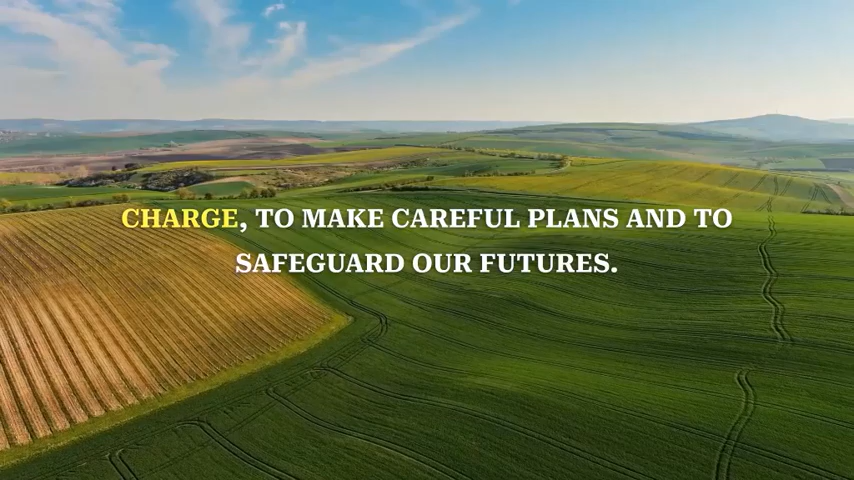 CHARGE, TO MAKE CAREFUL PLANS AND TO
SAFEGUARD OUR FUTURES.